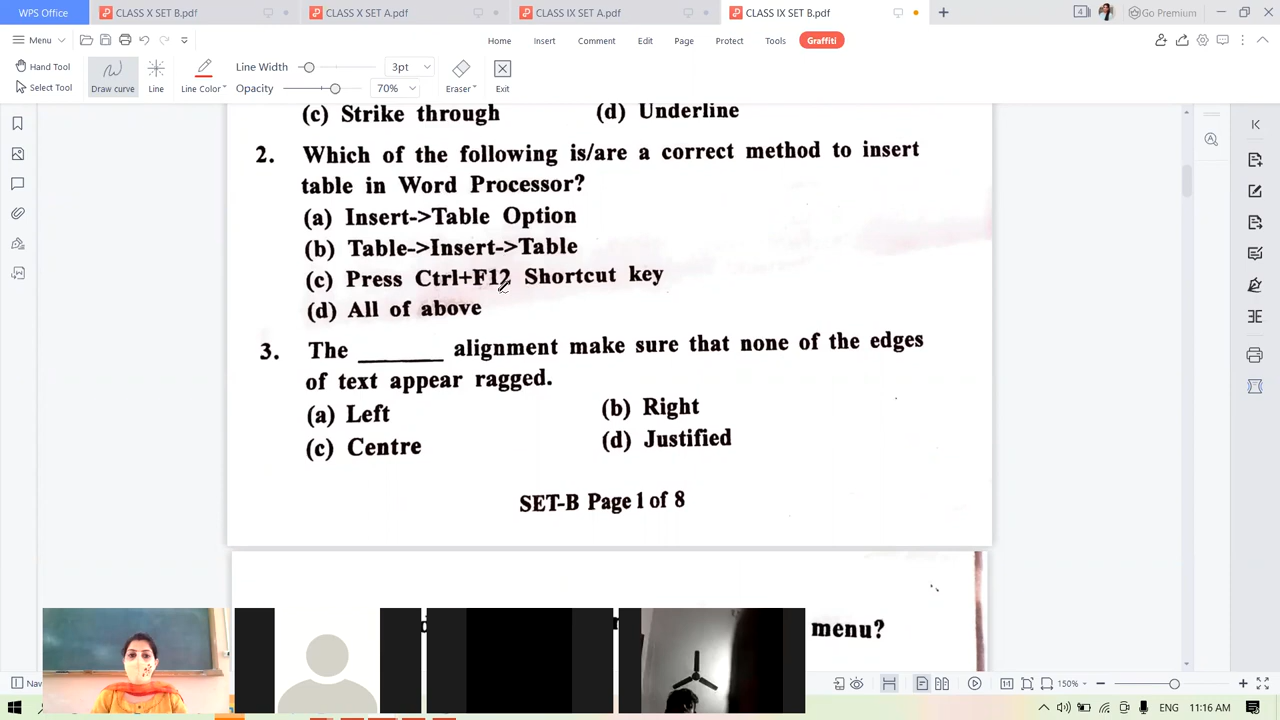 WPS Office
CLASS X SET B.pdf
CLASS IX SET B.pdf
CLASS IX SET B.pdf
4
Go Premium
Menu
Home
Insert
Comment
Edit
Page
Protect
Tools
Graffiti
Hand Tool
Select Tool
Draw curve
Line
Line Color
Line Width
3pt
Opacity
70%
Eraser
Exit
(c) Strike through
(d) Underline
2. Which of the following is/are a correct method to insert
table in Word Processor?
(a) Insert->Table Option
(b) Table->Insert->Table
(c) Press Ctrl+F12 Shortcut key
(d) All of above
3. The _______ alignment make sure that none of the edges
of text appear ragged.
(a) Left
(b) Right
(c) Centre
(d) Justified
SET-B Page 1 of 8
menu?
Nav
1:1
150%
ENG
11:16 AM